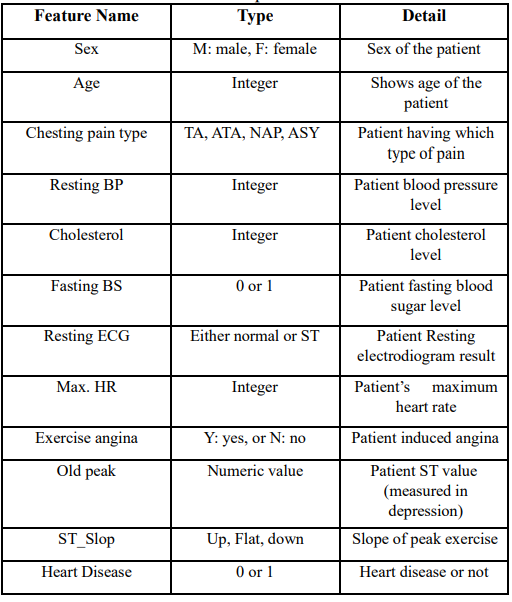 Feature Name Type Detail
Sex M: male, F: female Sex of the patient
Age Integer Shows age of the
patient
Chesting pain type TA, ATA, NAP, ASY Patient having which
type of pain
Resting BP Integer Patient blood pressure
level
Cholesterol Integer Patient cholesterol
level
Fasting BS 0 or 1 Patient fasting blood
sugar level
Resting ECG Either normal or ST Patient Resting
electrodiogram result
Max. HR Integer Patient’s maximum
heart rate
Exercise angina Y: yes, or N: no Patient induced angina
Old peak Numeric value Patient ST value
(measured in
depression)
ST_Slop Up, Flat, down Slope of peak exercise
Heart Disease 0 or 1 Heart disease or not